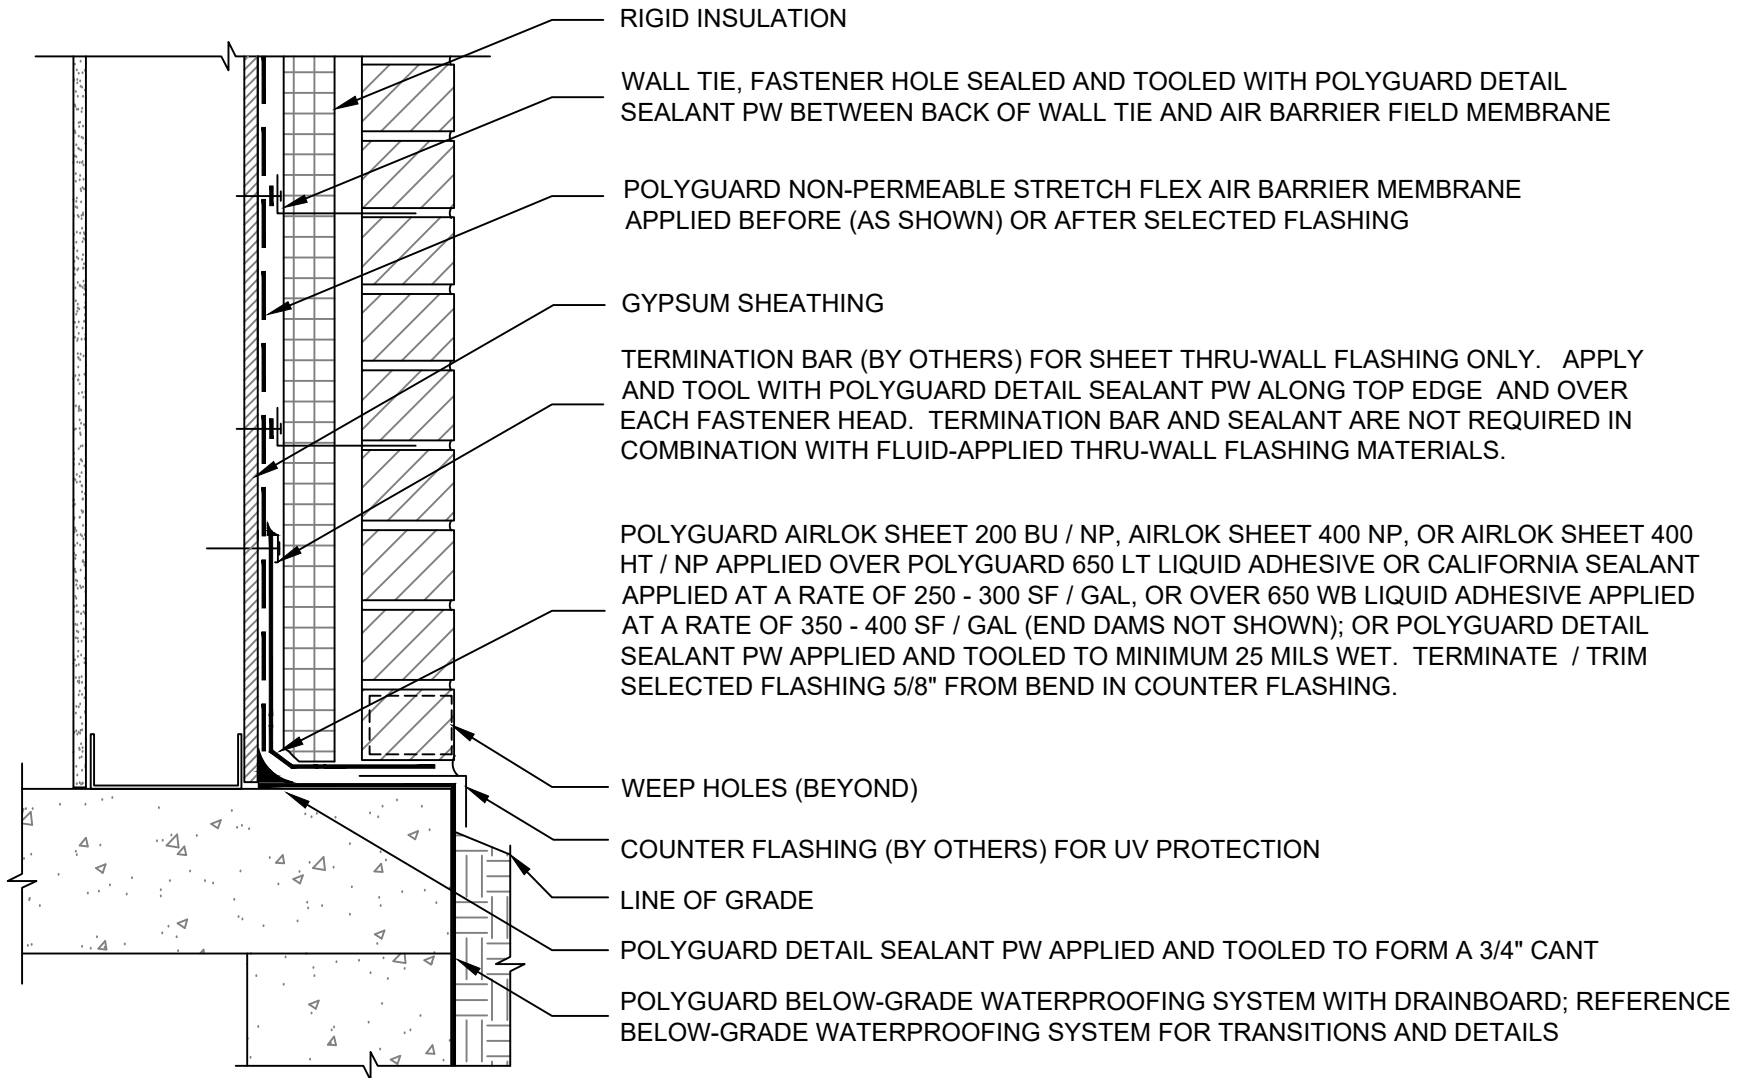 RIGID INSULATION
WALL TIE, FASTENER HOLE SEALED AND TOOLED WITH POLYGUARD DETAIL
SEALANT PW BETWEEN BACK OF WALL TIE AND AIR BARRIER FIELD MEMBRANE
POLYGUARD NON-PERMEABLE STRETCH FLEX AIR BARRIER MEMBRANE
APPLIED BEFORE (AS SHOWN) OR AFTER SELECTED FLASHING
GYPSUM SHEATHING
TERMINATION BAR (BY OTHERS) FOR SHEET THRU-WALL FLASHING ONLY. APPLY
AND TOOL WITH POLYGUARD DETAIL SEALANT PW ALONG TOP EDGE AND OVER
EACH FASTENER HEAD. TERMINATION BAR AND SEALANT ARE NOT REQUIRED IN
COMBINATION WITH FLUID-APPLIED THRU-WALL FLASHING MATERIALS.
POLYGUARD AIRLOK SHEET 200 BU / NP, AIRLOK SHEET 400 NP, OR AIRLOK SHEET 400
HT / NP APPLIED OVER POLYGUARD 650 LT LIQUID ADHESIVE OR CALIFORNIA SEALANT
APPLIED AT A RATE OF 250 - 300 SF / GAL, OR OVER 650 WB LIQUID ADHESIVE APPLIED
AT A RATE OF 350 - 400 SF / GAL (END DAMS NOT SHOWN); OR POLYGUARD DETAIL
SEALANT PW APPLIED AND TOOLED TO MINIMUM 25 MILS WET. TERMINATE / TRIM
SELECTED FLASHING 5/8" FROM BEND IN COUNTER FLASHING.
WEEP HOLES (BEYOND)
COUNTER FLASHING (BY OTHERS) FOR UV PROTECTION
LINE OF GRADE
POLYGUARD DETAIL SEALANT PW APPLIED AND TOOLED TO FORM A 3/4" CANT
POLYGUARD BELOW-GRADE WATERPROOFING SYSTEM WITH DRAINBOARD; REFERENCE
BELOW-GRADE WATERPROOFING SYSTEM FOR TRANSITIONS AND DETAILS